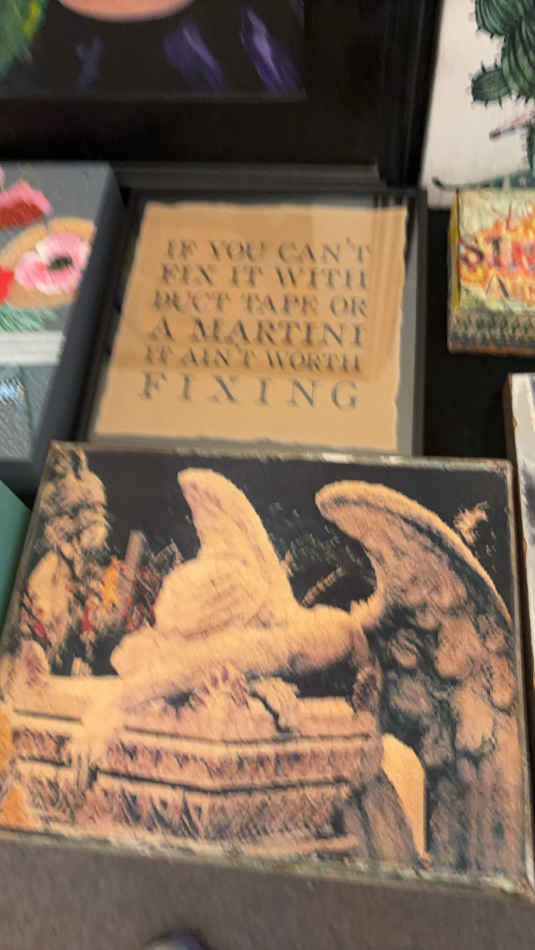 IF YOU CAN'T
FIX IT WITH
DUCT TAPE OR
A MARTINI
IT AIN'T WORTH
FIXING